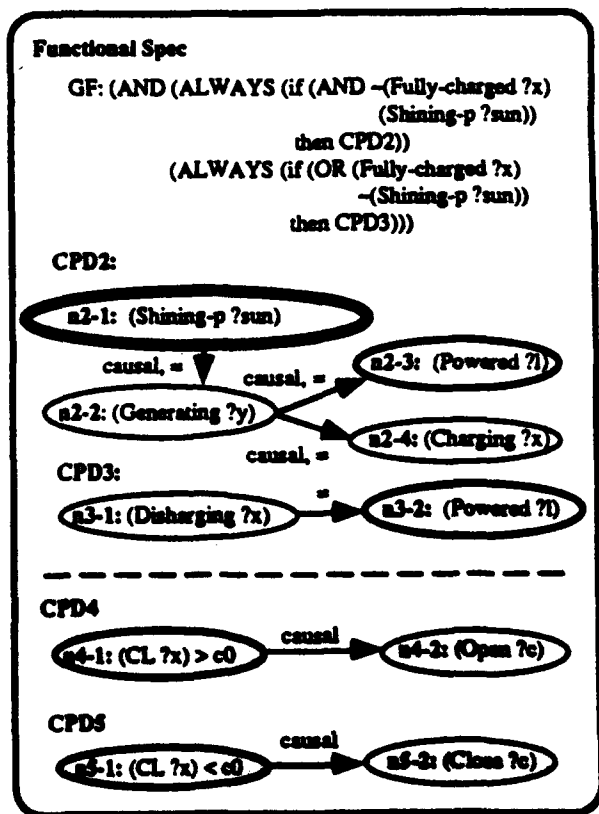 Functional Spec
GF: (AND (ALWAYS (if (AND ~(Fully-charged ?x)
(Shining-p ?sun))
then CPD2))
(ALWAYS (if (OR (Fully-charged ?x)
~(Shining-p ?sun))
then CPD3)))
CPD2:
n2-1: (Shining-p ?sun)
causal, =
causal, =
n2-3: (Powered ?l)
n2-2: (Generating ?y)
n2-4: (Charging ?x)
causal, =
CPD3:
=
n3-1: (Disharging ?x)
n3-2: (Powered ?l)
CPD4
causal
n4-1: (CL ?x) > c0
n4-2: (Open ?c)
CPD5
causal
n5-1: (CL ?x) < c0
n5-2: (Close ?c)